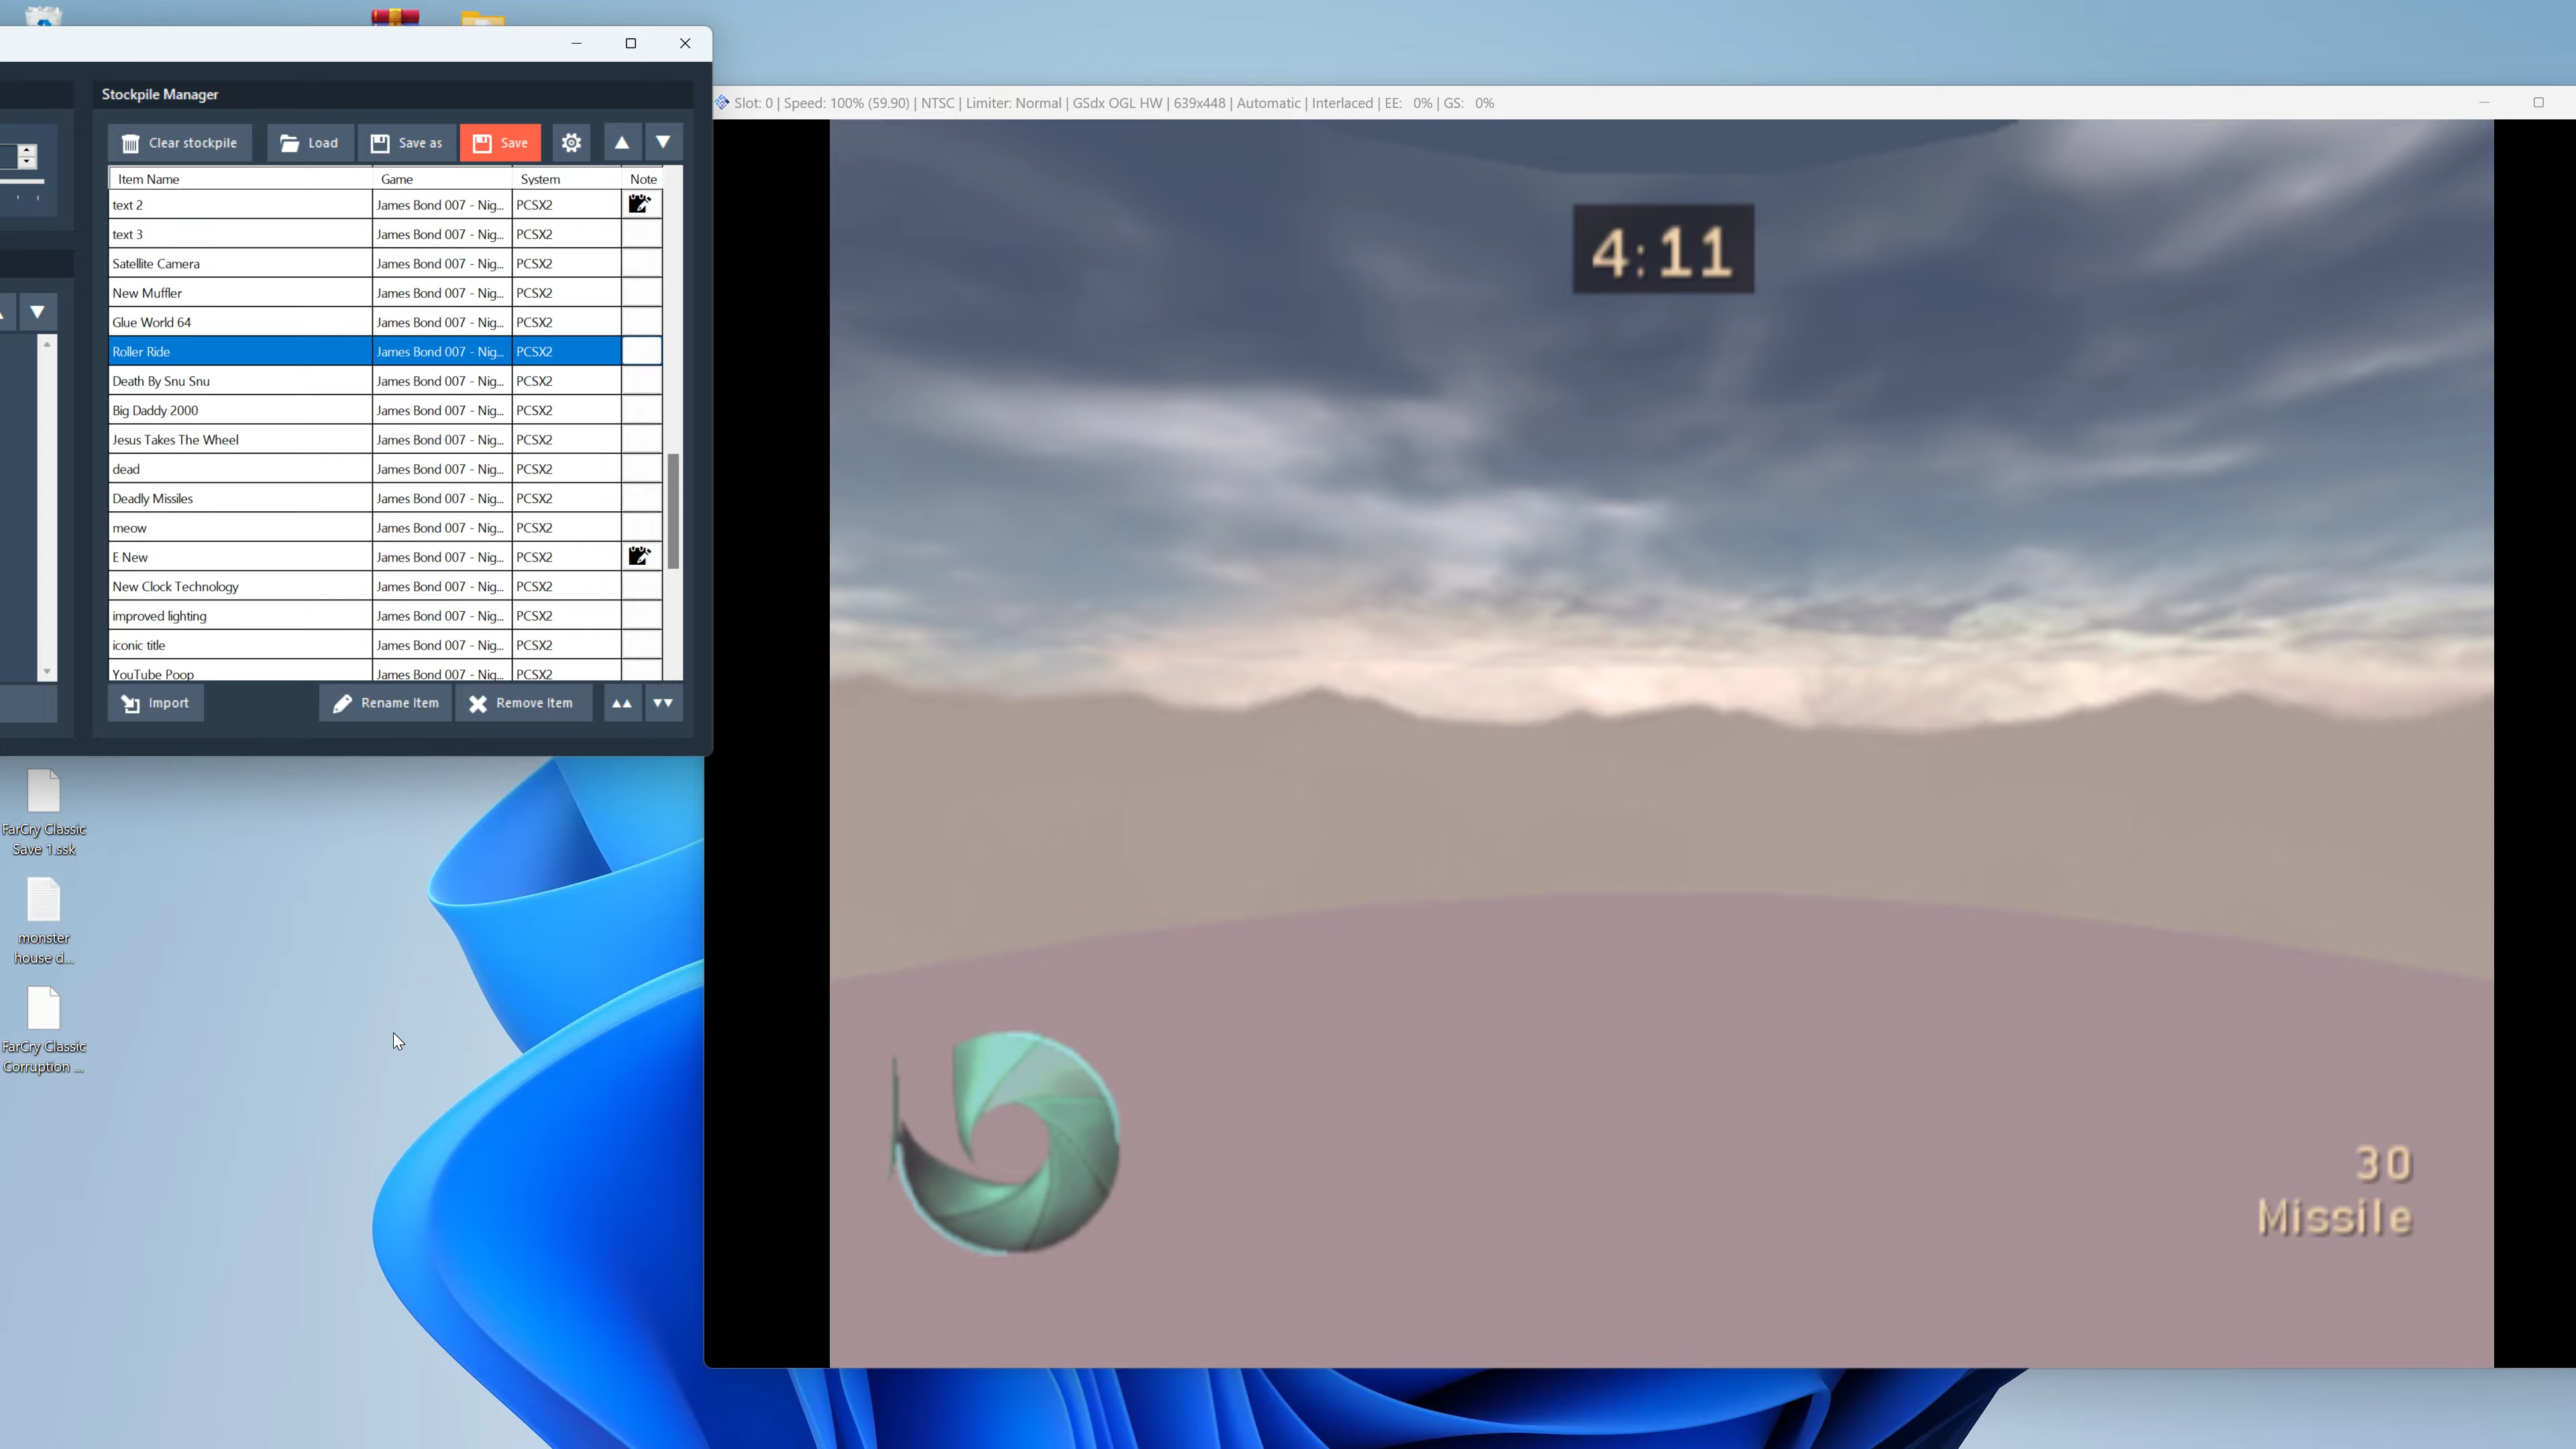 Stockpile Manager
Clear stockpile Load Save as Save
Item Name Game System Note
text 2 James Bond 007 - Nig... PCSX2
text 3 James Bond 007 - Nig... PCSX2
Satellite Camera James Bond 007 - Nig... PCSX2
New Muffler James Bond 007 - Nig... PCSX2
Glue World 64 James Bond 007 - Nig... PCSX2
Roller Ride James Bond 007 - Nig... PCSX2
Death By Snu Snu James Bond 007 - Nig... PCSX2
Big Daddy 2000 James Bond 007 - Nig... PCSX2
Jesus Takes The Wheel James Bond 007 - Nig... PCSX2
dead James Bond 007 - Nig... PCSX2
Deadly Missiles James Bond 007 - Nig... PCSX2
meow James Bond 007 - Nig... PCSX2
E New James Bond 007 - Nig... PCSX2
New Clock Technology James Bond 007 - Nig... PCSX2
improved lighting James Bond 007 - Nig... PCSX2
iconic title James Bond 007 - Nig... PCSX2
YouTube Poop James Bond 007 - Nig... PCSX2
Import Rename Item Remove Item
FarCry Classic
Save 1.ssk
monster
house d...
FarCry Classic
Corruption ...
Slot: 0 | Speed: 100% (59.90) | NTSC | Limiter: Normal | GSdx OGL HW | 639x448 | Automatic | Interlaced | EE: 0% | GS: 0%
4:11
30
Missile